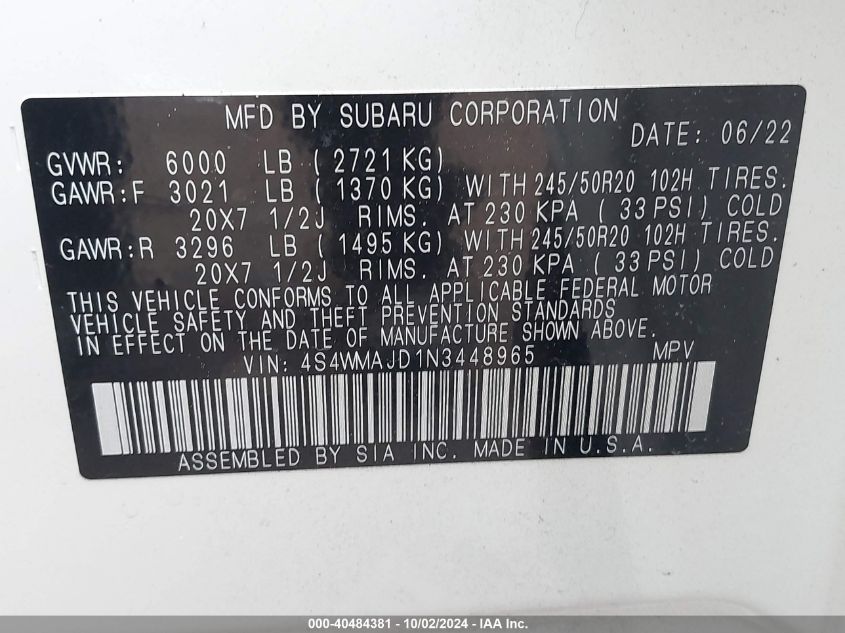 MFD BY SUBARU CORPORATION
DATE: 06/22
GVWR: 6000 LB ( 2721 KG)
GAWR:F 3021 LB ( 1370 KG) WITH 245/50R20 102H TIRES.
20X7 1/2J RIMS. AT 230 KPA ( 33 PSI) COLD
GAWR:R 3296 LB ( 1495 KG) WITH 245/50R20 102H TIRES.
20X7 1/2J RIMS. AT 230 KPA ( 33 PSI) COLD
THIS VEHICLE CONFORMS TO ALL APPLICABLE FEDERAL MOTOR
VEHICLE SAFETY AND THEFT PREVENTION STANDARDS
IN EFFECT ON THE DATE OF MANUFACTURE SHOWN ABOVE.
VIN: 4S4WMAJD1N3448965 MPV
ASSEMBLED BY SIA INC. MADE IN U.S.A.
000-40484381 - 10/02/2024 - IAA Inc.